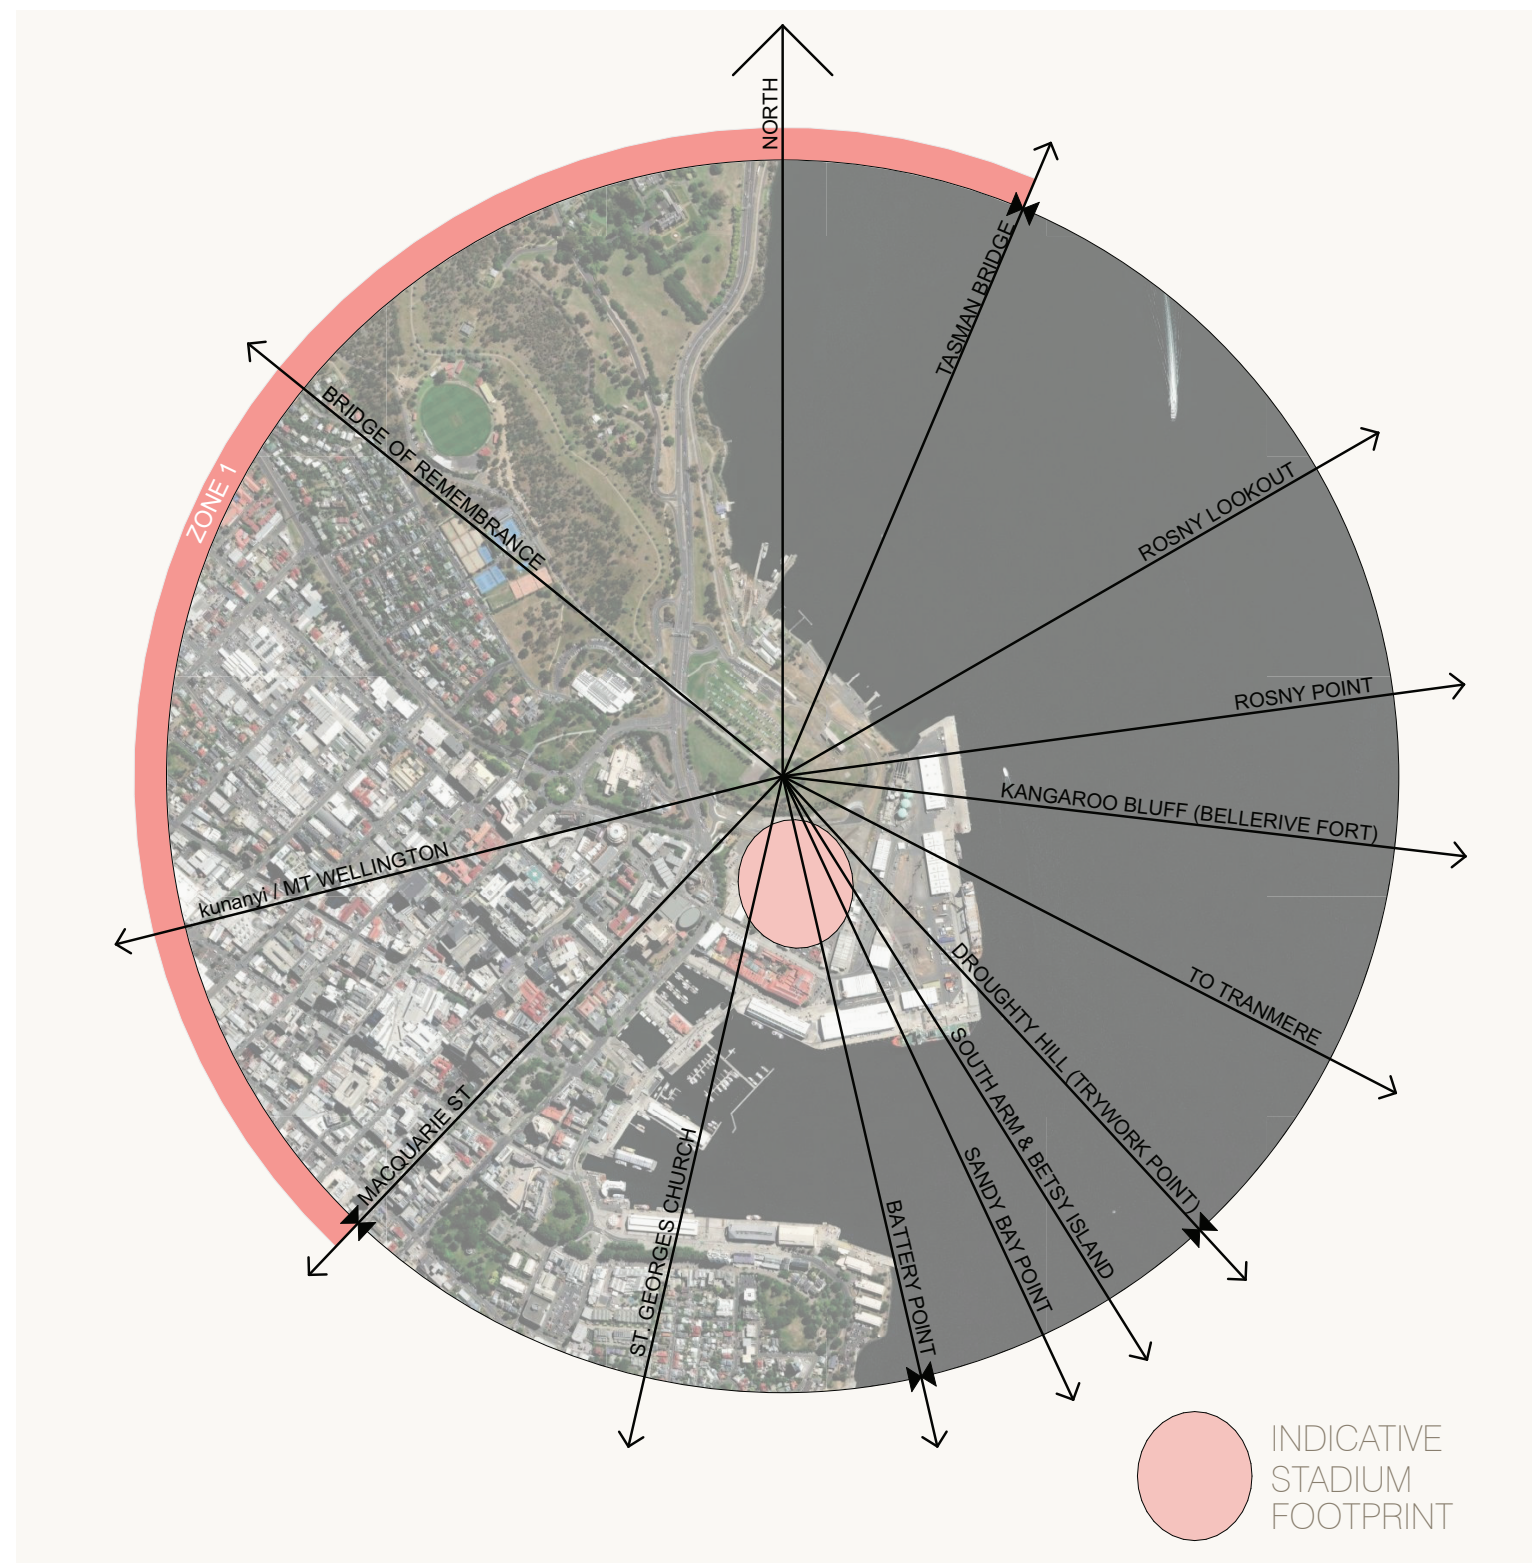 NORTH
TASMAN BRIDGE
ROSNY LOOKOUT
ROSNY POINT
KANGAROO BLUFF (BELLERIVE FORT)
TO TRANMERE
DROUGHTY HILL (TRYWORK POINT)
SOUTH ARM & BETSY ISLAND
SANDY BAY POINT
BATTERY POINT
ST. GEORGES CHURCH
MACQUARIE ST
kunanyi / MT WELLINGTON
ZONE 1
BRIDGE OF REMEMBRANCE
INDICATIVE
STADIUM
FOOTPRINT